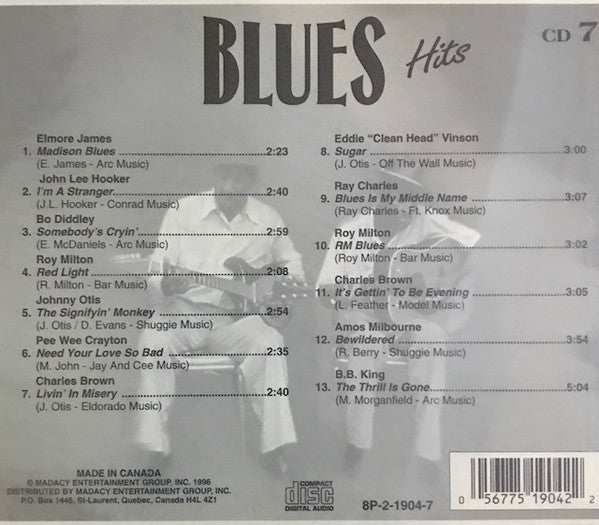 BLUES Hits
CD 7
Elmore James
1. Madison Blues 2:23
(E. James - Arc Music)
John Lee Hooker
2. I'm A Stranger 2:40
(J.L. Hooker - Conrad Music)
Bo Diddley
3. Somebody's Cryin' 2:59
(E. McDaniels - Arc Music)
Roy Milton
4. Red Light 2:08
(R. Milton - Bar Music)
Johnny Otis
5. The Signifyin' Monkey 2:54
(J. Otis / D. Evans - Shuggie Music)
Pee Wee Crayton
6. Need Your Love So Bad 2:35
(M. John - Jay And Cee Music)
Charles Brown
7. Livin' In Misery 2:40
(J. Otis - Eldorado Music)
Eddie "Clean Head" Vinson
8. Sugar 3:00
(J. Otis - Off The Wall Music)
Ray Charles
9. Blues Is My Middle Name 3:07
(Ray Charles - Ft. Knox Music)
Roy Milton
10. RM Blues 3:02
(Roy Milton - Bar Music)
Charles Brown
11. It's Gettin' To Be Evening 3:05
(L. Feather - Model Music)
Amos Milbourne
12. Bewildered 3:54
(R. Berry - Shuggie Music)
B.B. King
13. The Thrill Is Gone 5:04
(M. Morganfield - Arc Music)
MADE IN CANADA
© MADACY ENTERTAINMENT GROUP, INC. 1996
DISTRIBUTED BY MADACY ENTERTAINMENT GROUP, INC.
P.O. Box 1445, St-Laurent, Quebec, Canada H4L 4Z1
COMPACT
disc
DIGITAL AUDIO
8P-2-1904-7
0 56775 19042 2